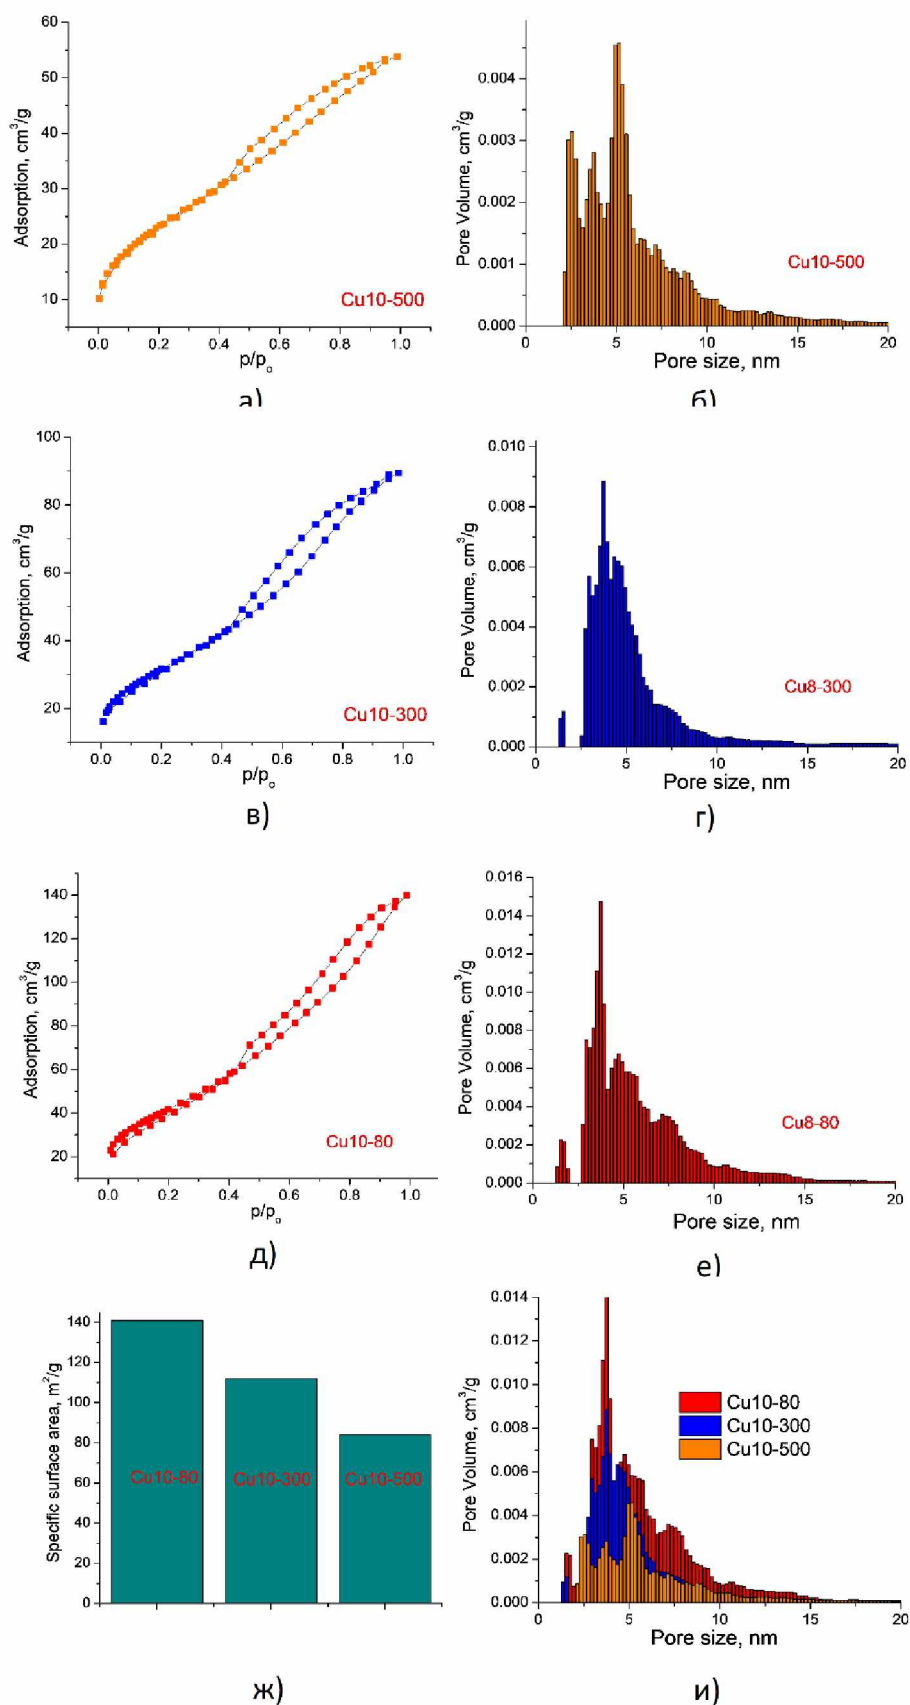 60
50
40
30
20
10
Adsorption, cm³/g
Cu10-500
0.0 0.2 0.4 0.6 0.8 1.0
p/p₀
а)
0.004
0.003
0.002
0.001
0.000
Pore Volume, cm³/g
Cu10-500
0 5 10 15 20
Pore size, nm
б)
100
80
60
40
20
Adsorption, cm³/g
Cu10-300
0.0 0.2 0.4 0.6 0.8 1.0
p/p₀
в)
0.010
0.008
0.006
0.004
0.002
0.000
Pore Volume, cm³/g
Cu8-300
0 5 10 15 20
Pore size, nm
г)
140
120
100
80
60
40
20
Adsorption, cm³/g
Cu10-80
0.0 0.2 0.4 0.6 0.8 1.0
p/p₀
д)
0.016
0.014
0.012
0.010
0.008
0.006
0.004
0.002
0.000
Pore Volume, cm³/g
Cu8-80
0 5 10 15 20
Pore size, nm
е)
140
120
100
80
60
40
20
0
Specific surface area, m²/g
Cu10-80 Cu10-300 Cu10-500
ж)
0.014
0.012
0.010
0.008
0.006
0.004
0.002
0.000
Pore Volume, cm³/g
Cu10-80
Cu10-300
Cu10-500
0 5 10 15 20
Pore size, nm
и)